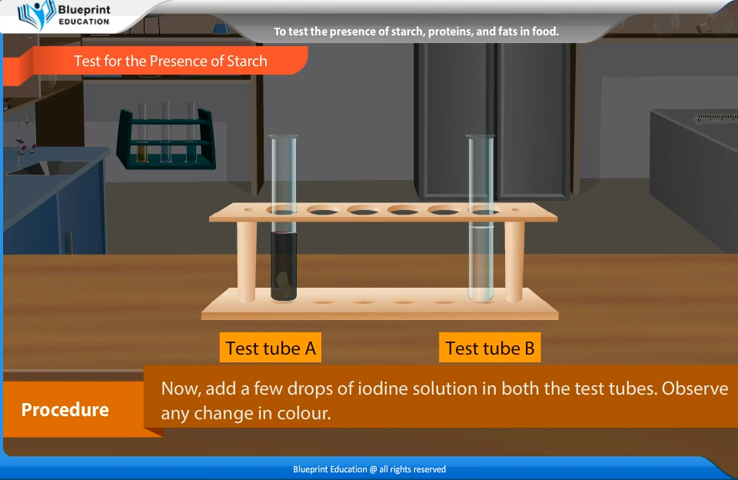 Blueprint
EDUCATION
To test the presence of starch, proteins, and fats in food.
Test for the Presence of Starch
Test tube A
Test tube B
Procedure
Now, add a few drops of iodine solution in both the test tubes. Observe
any change in colour.
Blueprint Education @ all rights reserved